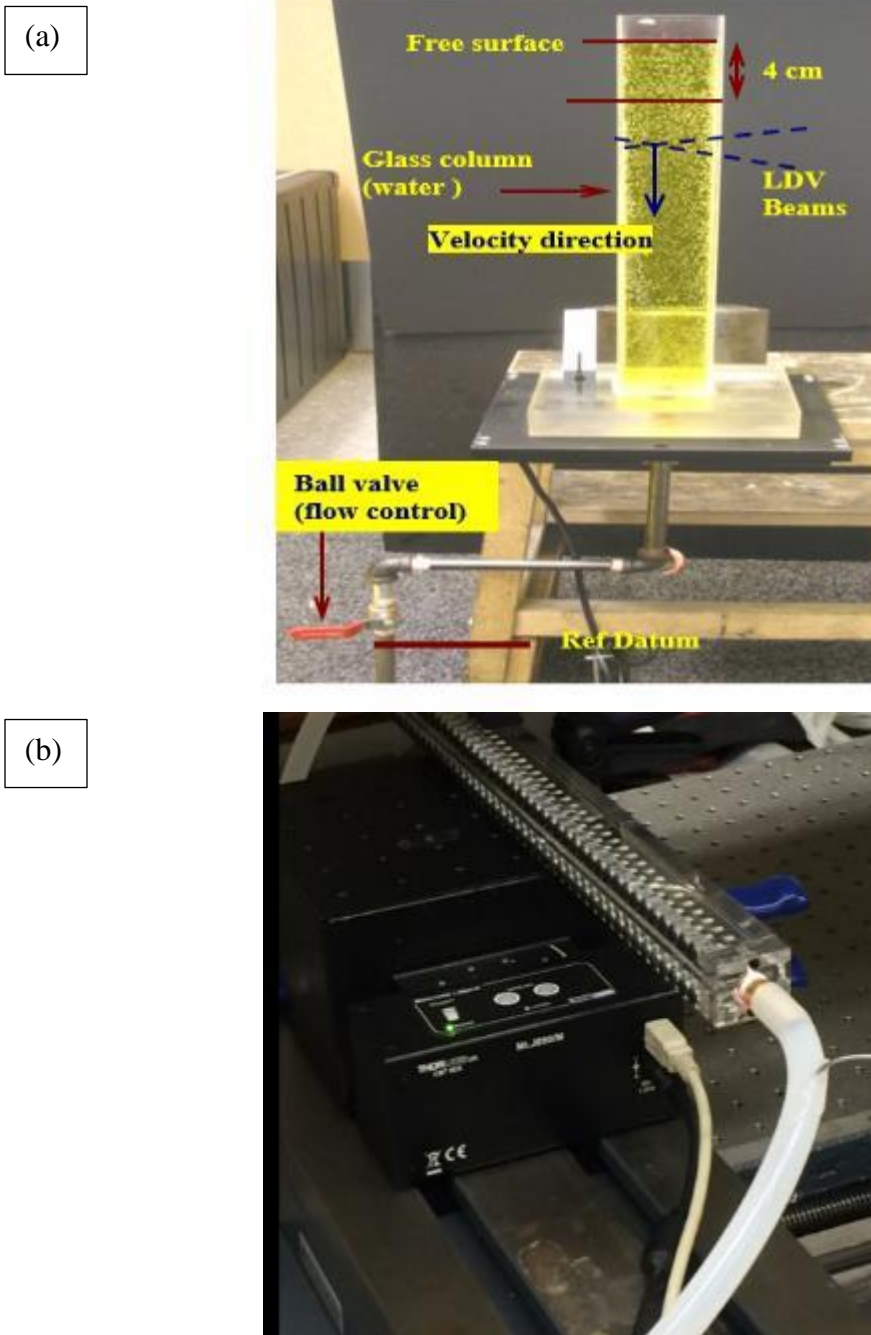 (a)
Free surface
4 cm
Glass column
(water )
LDV
Beams
Velocity direction
Ball valve
(flow control)
Ref Datum
(b)
THORLABS
MLJ050/M
CE